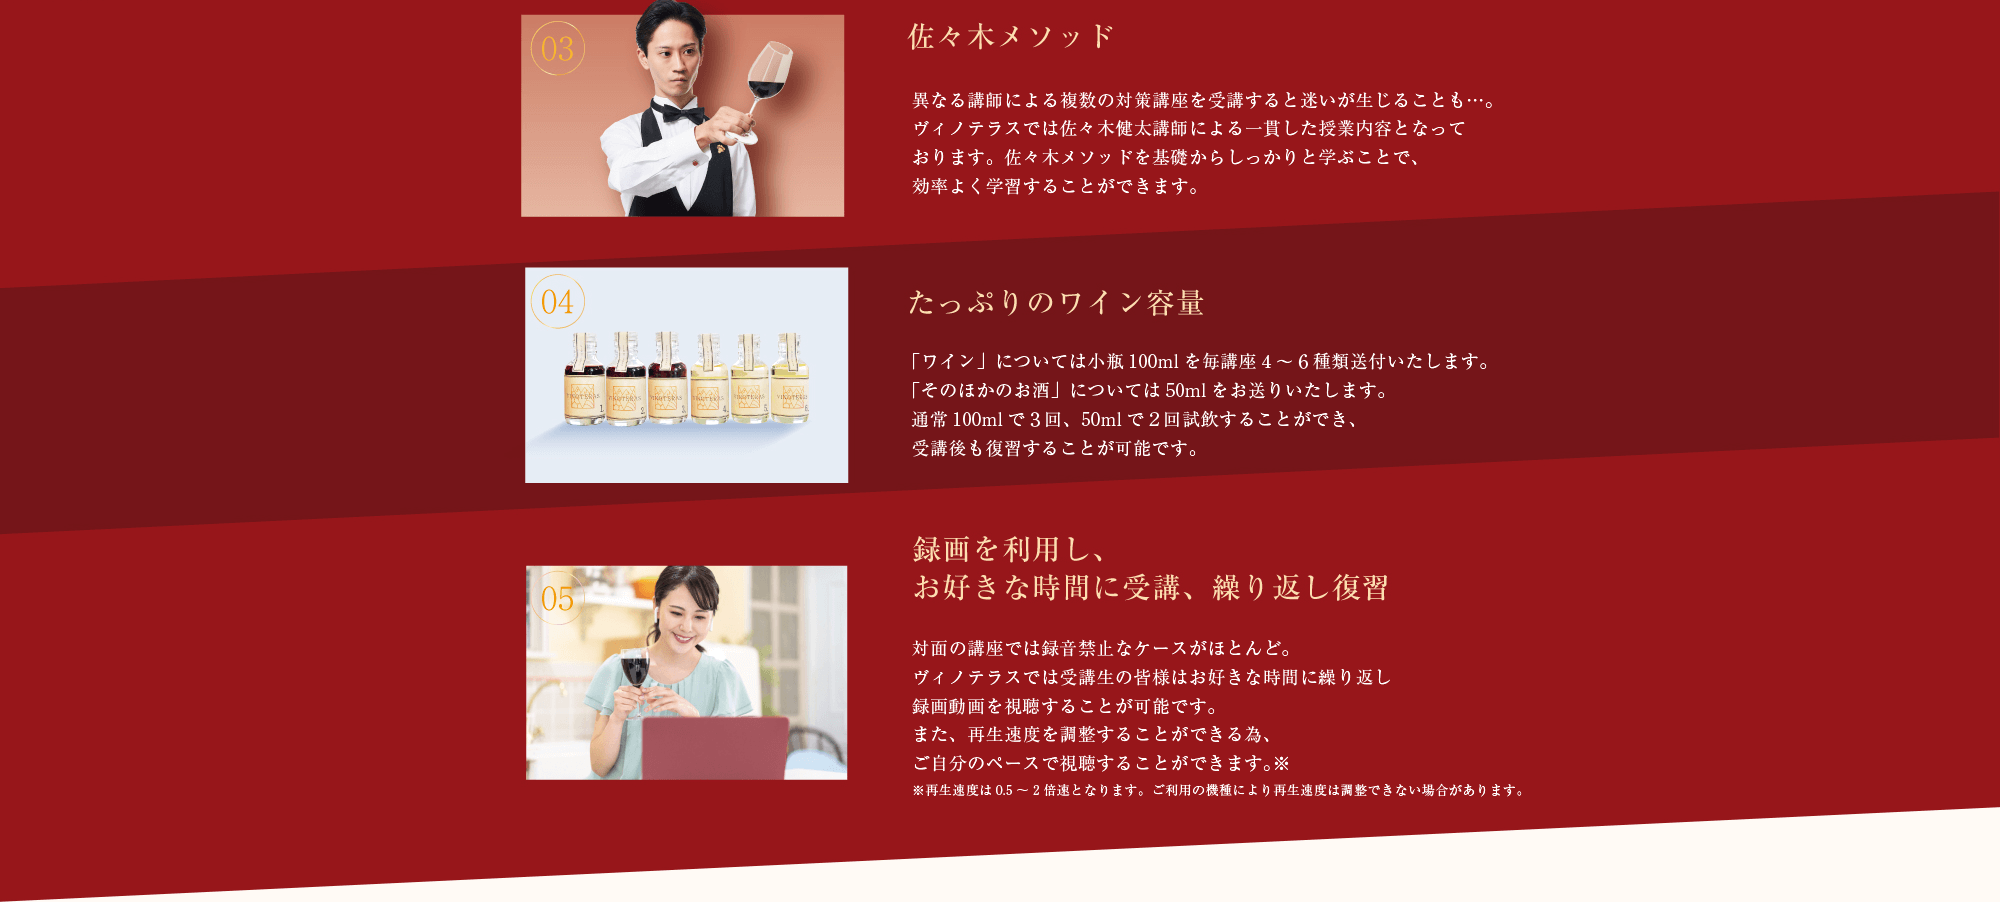 03
佐々木メソッド
異なる講師による複数の対策講座を受講すると迷いが生じることも…。
ヴィノテラスでは佐々木健太講師による一貫した授業内容となって
おります。佐々木メソッドを基礎からしっかりと学ぶことで、
効率よく学習することができます。
04
たっぷりのワイン容量
「ワイン」については小瓶 100ml を毎講座 4 〜 6 種類送付いたします。
「そのほかのお酒」については 50ml をお送りいたします。
通常 100ml で 3 回、50ml で 2 回試飲することができ、
受講後も復習することが可能です。
VINOTERAS VINOTERAS VINOTERAS VINOTERAS VINOTERAS VINOTERAS
1. 2. 3. 4. 5. 6.
05
録画を利用し、
お好きな時間に受講、繰り返し復習
対面の講座では録音禁止なケースがほとんど。
ヴィノテラスでは受講生の皆様はお好きな時間に繰り返し
録画動画を視聴することが可能です。
また、再生速度を調整することができる為、
ご自分のペースで視聴することができます。※
※再生速度は 0.5 〜 2 倍速となります。ご利用の機種により再生速度は調整できない場合があります。